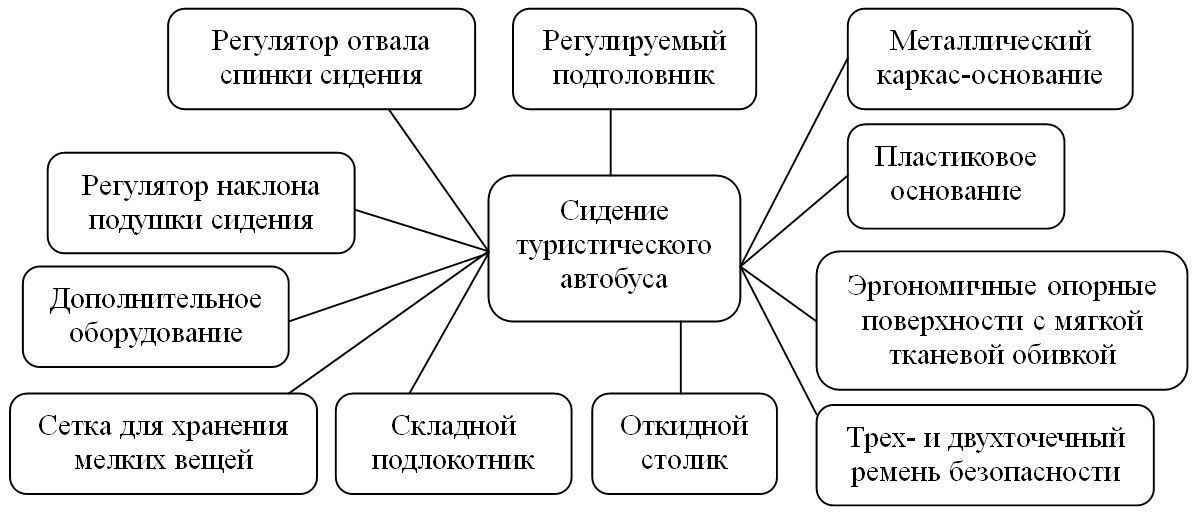 Регулятор отвала
спинки сидения
Регулируемый
подголовник
Металлический
каркас-основание
Пластиковое
основание
Регулятор наклона
подушки сидения
Сидение
туристического
автобуса
Дополнительное
оборудование
Эргономичные опорные
поверхности с мягкой
тканевой обивкой
Сетка для хранения
мелких вещей
Складной
подлокотник
Откидной
столик
Трех- и двухточечный
ремень безопасности